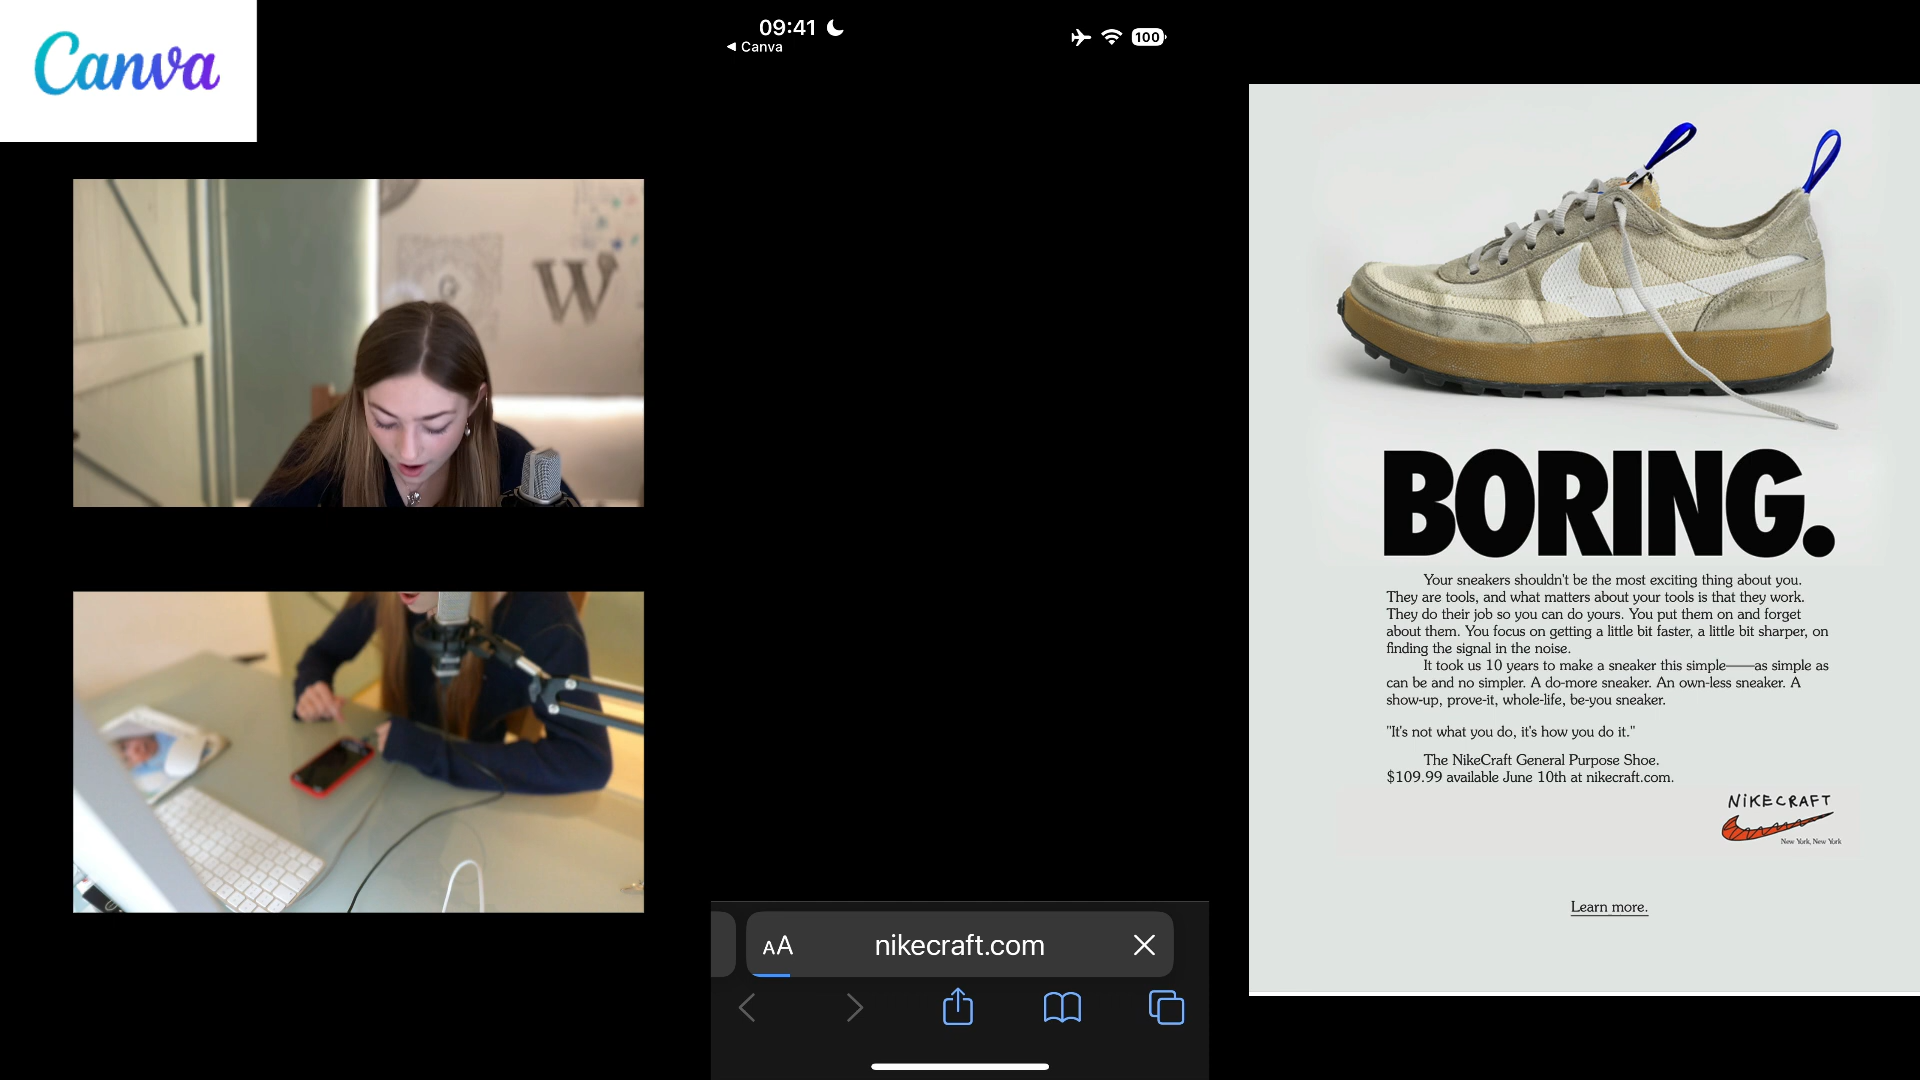 Canva
W
09:41
◀ Canva
100
nikecraft.com
AA
BORING.
Your sneakers shouldn't be the most exciting thing about you.
They are tools, and what matters about your tools is that they work.
They do their job so you can do yours. You put them on and forget
about them. You focus on getting a little bit faster, a little bit sharper, on
finding the signal in the noise.
It took us 10 years to make a sneaker this simple——as simple as
can be and no simpler. A do-more sneaker. An own-less sneaker. A
show-up, prove-it, whole-life, be-you sneaker.
"It's not what you do, it's how you do it."
The NikeCraft General Purpose Shoe.
$109.99 available June 10th at nikecraft.com.
NIKECRAFT
New York, New York
Learn more.